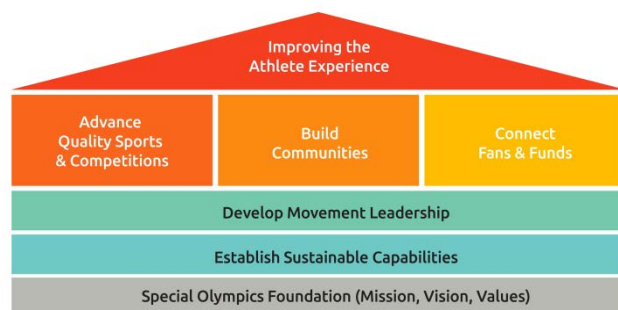 Improving the
Athlete Experience
Advance
Quality Sports
& Competitions
Build
Communities
Connect
Fans & Funds
Develop Movement Leadership
Establish Sustainable Capabilities
Special Olympics Foundation (Mission, Vision, Values)